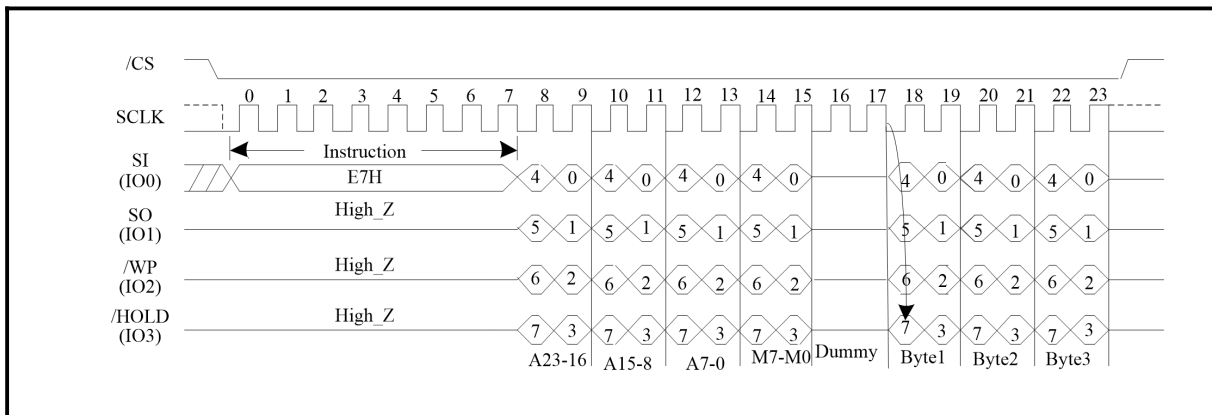 /CS
0 1 2 3 4 5 6 7 8 9 10 11 12 13 14 15 16 17 18 19 20 21 22 23
SCLK
Instruction
SI
(IO0)
E7H
4 0 4 0 4 0 4 0 4 0 4 0 4 0
High_Z
SO
(IO1)
5 1 5 1 5 1 5 1 5 1 5 1 5 1
High_Z
/WP
(IO2)
6 2 6 2 6 2 6 2 6 2 6 2 6 2
High_Z
/HOLD
(IO3)
7 3 7 3 7 3 7 3 7 3 7 3 7 3
A23-16 A15-8 A7-0 M7-M0 Dummy Byte1 Byte2 Byte3